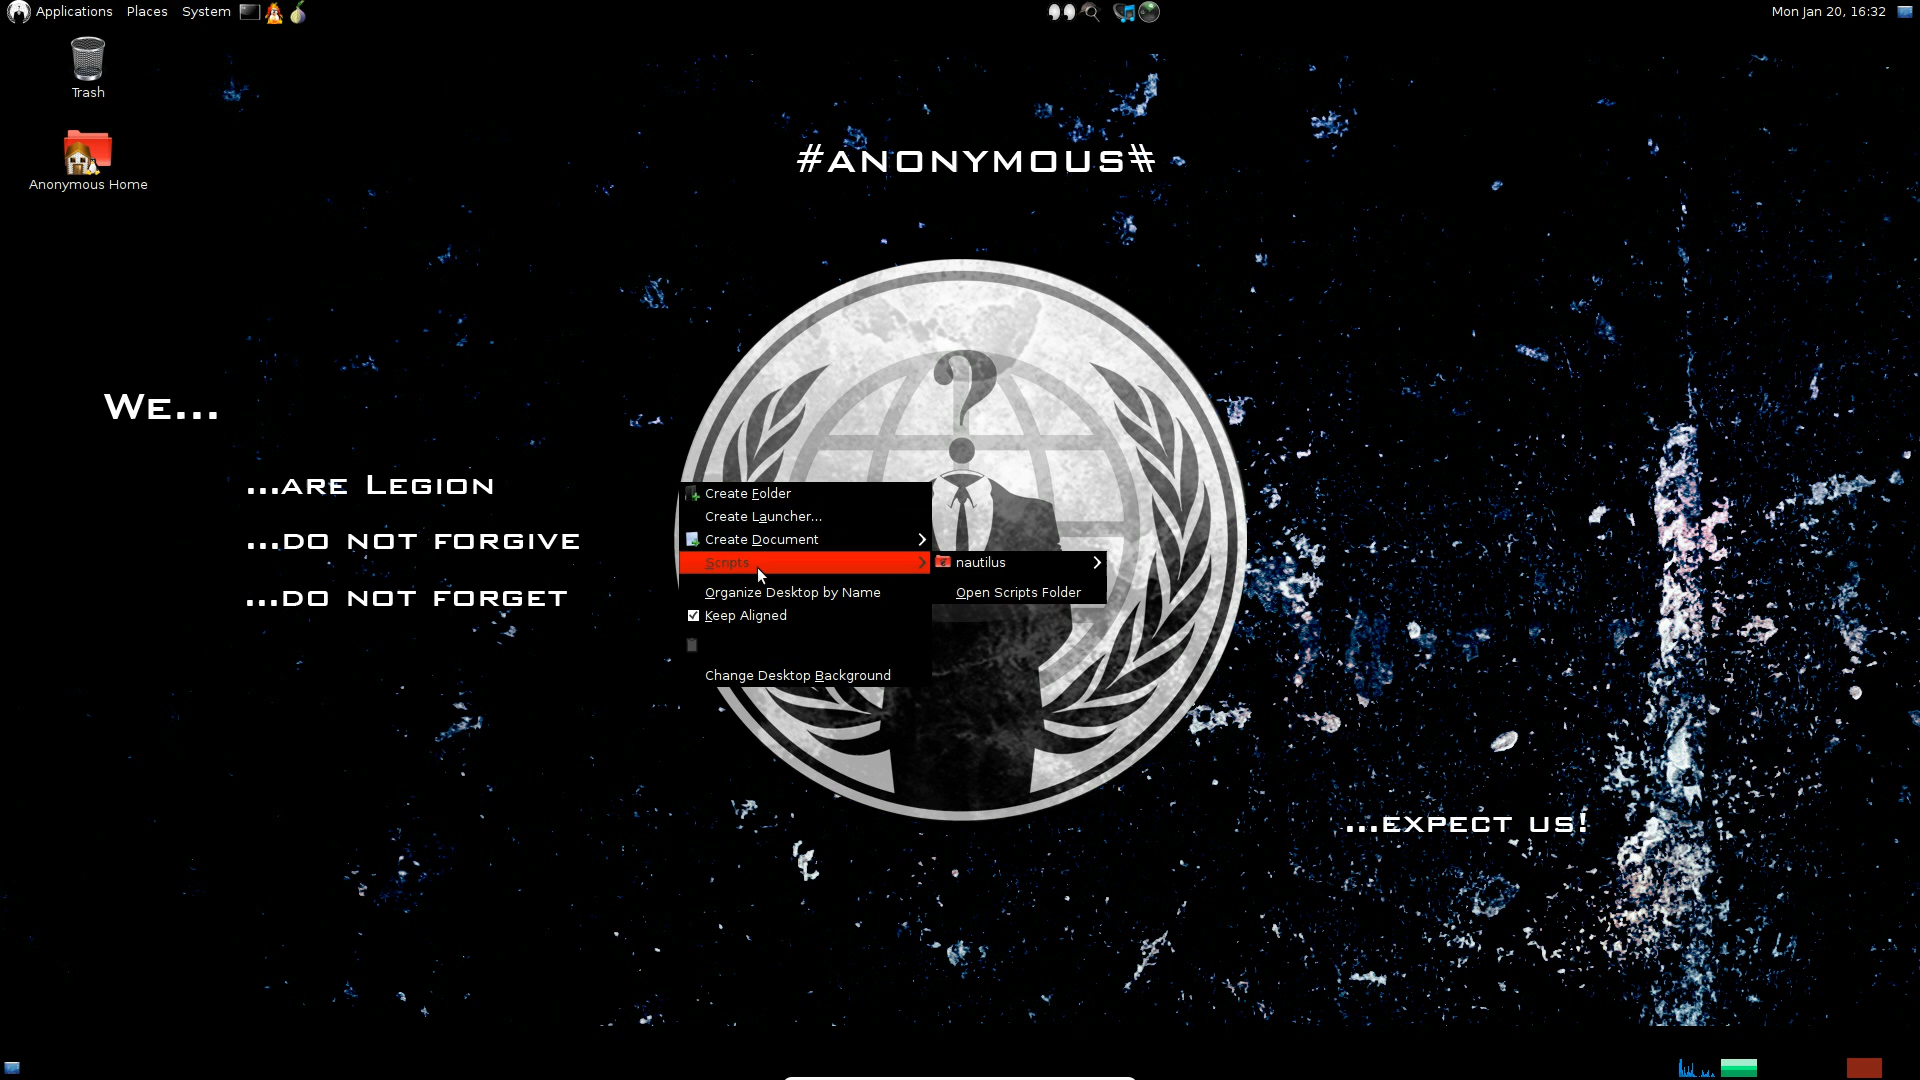 Applications Places System
Mon Jan 20, 16:32
Trash
Anonymous Home
#ANONYMOUS#
WE...
...ARE LEGION
...DO NOT FORGIVE
...DO NOT FORGET
Create Folder
Create Launcher...
Create Document
Scripts
nautilus
Organize Desktop by Name
Open Scripts Folder
Keep Aligned
Change Desktop Background
...EXPECT US!